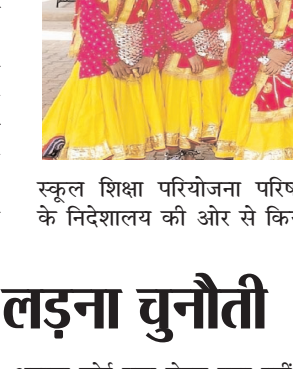 स्कूल शिक्षा परियोजना परिष
के निदेशालय की ओर से कि
लड़ना चुनौती